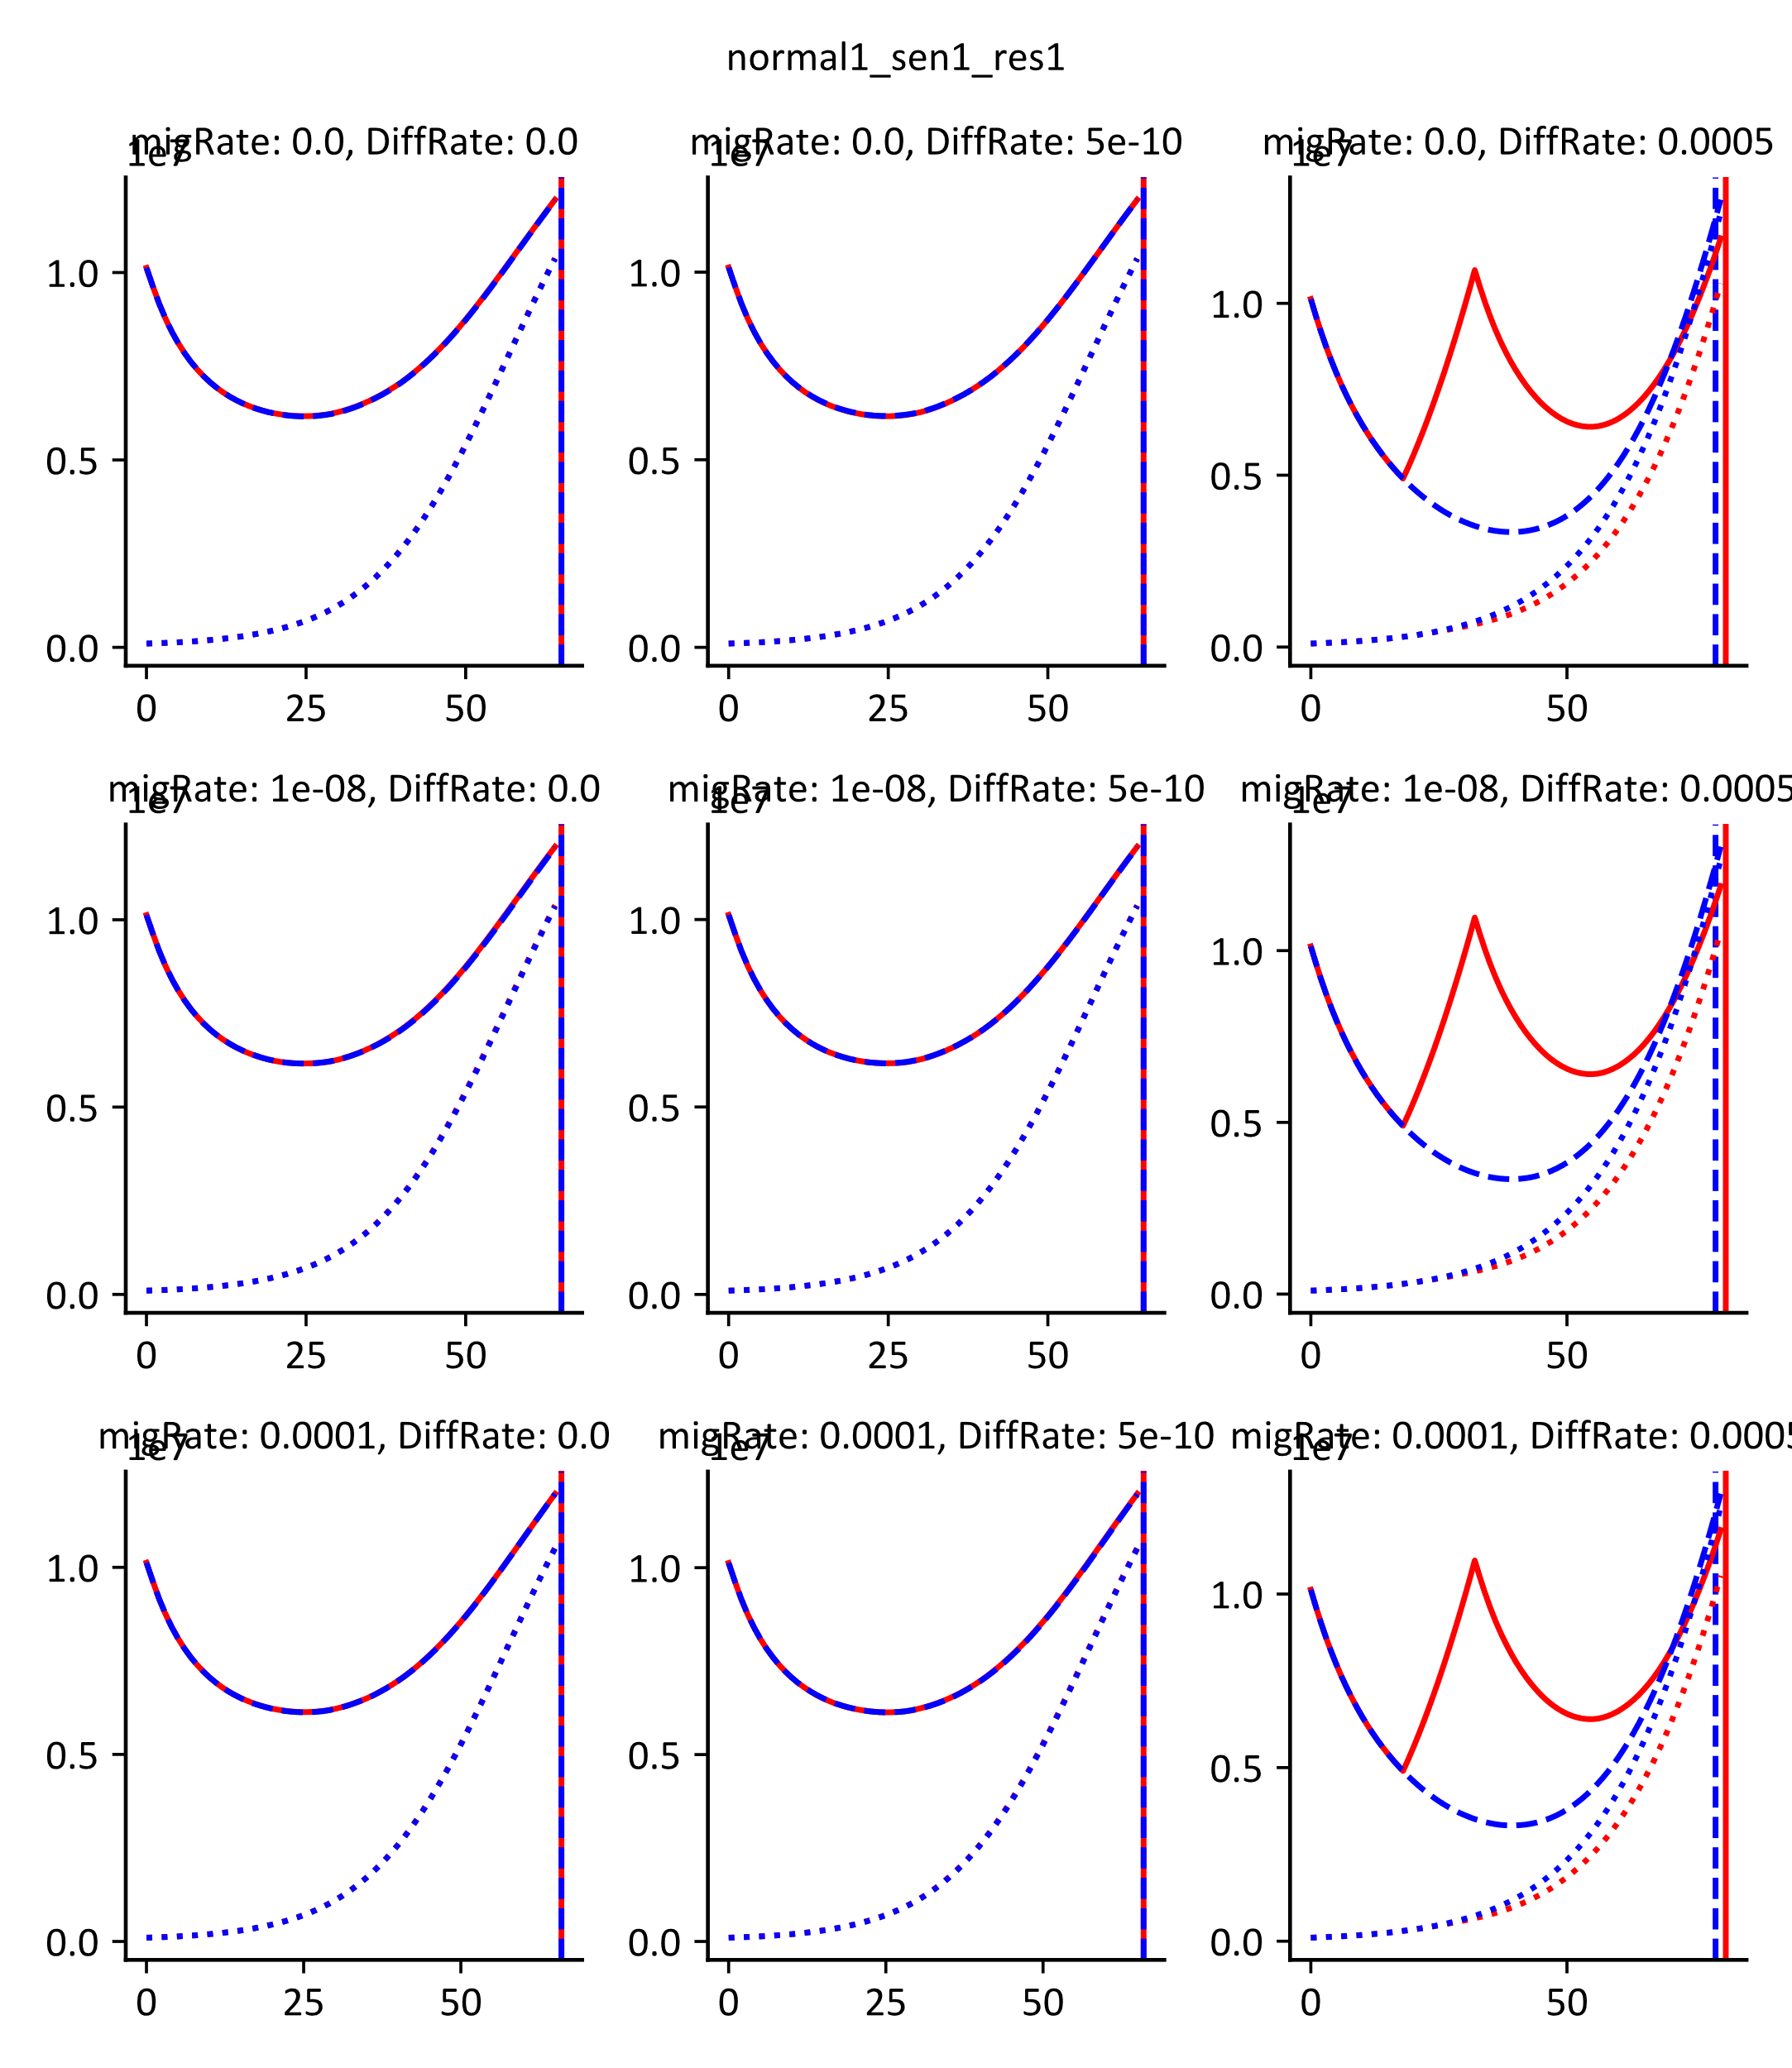 normal1_sen1_res1
migRate: 0.0, DiffRate: 0.0
1e7
1.0
0.5
0.0
0 25 50
migRate: 0.0, DiffRate: 5e-10
1e7
1.0
0.5
0.0
0 25 50
migRate: 0.0, DiffRate: 0.0005
1e7
1.0
0.5
0.0
0 50
migRate: 1e-08, DiffRate: 0.0
1e7
1.0
0.5
0.0
0 25 50
migRate: 1e-08, DiffRate: 5e-10
1e7
1.0
0.5
0.0
0 25 50
migRate: 1e-08, DiffRate: 0.0005
1e7
1.0
0.5
0.0
0 50
migRate: 0.0001, DiffRate: 0.0
1e7
1.0
0.5
0.0
0 25 50
migRate: 0.0001, DiffRate: 5e-10
1e7
1.0
0.5
0.0
0 25 50
migRate: 0.0001, DiffRate: 0.0005
1e7
1.0
0.5
0.0
0 50